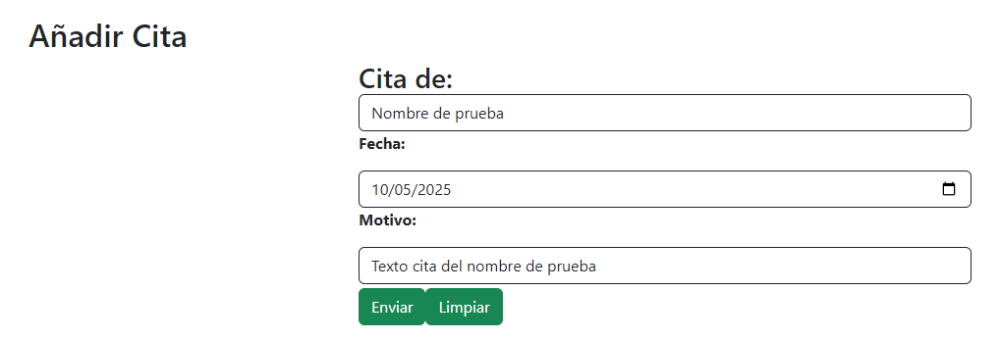 Añadir Cita
Cita de:
Nombre de prueba
Fecha:
10/05/2025
Motivo:
Texto cita del nombre de prueba
Enviar Limpiar